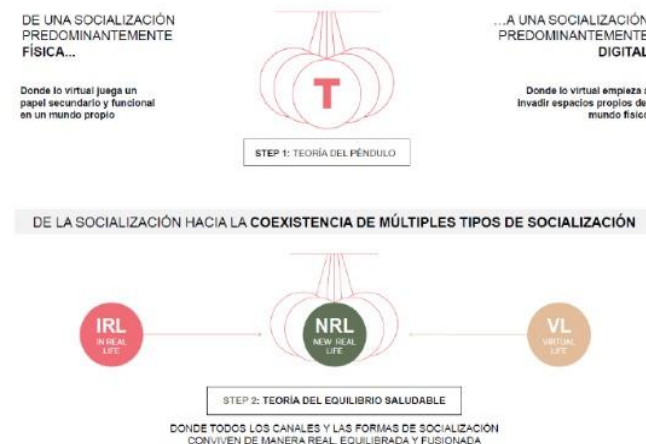 DE UNA SOCIALIZACIÓN
PREDOMINANTEMENTE
FÍSICA...
Donde lo virtual juega un
papel secundario y funcional
en un mundo propio
T
...A UNA SOCIALIZACIÓN
PREDOMINANTEMENTE
DIGITAL
Donde lo virtual empieza a
invadir espacios propios de
mundo físico
STEP 1: TEORÍA DEL PÉNDULO
DE LA SOCIALIZACIÓN HACIA LA COEXISTENCIA DE MÚLTIPLES TIPOS DE SOCIALIZACIÓN
IRL
IN REAL
LIFE
NRL
NEW REAL
LIFE
VL
VIRTUAL
LIFE
STEP 2: TEORÍA DEL EQUILIBRIO SALUDABLE
DONDE TODOS LOS CANALES Y LAS FORMAS DE SOCIALIZACIÓN
CONVIVEN DE MANERA REAL, EQUILIBRADA Y FUSIONADA